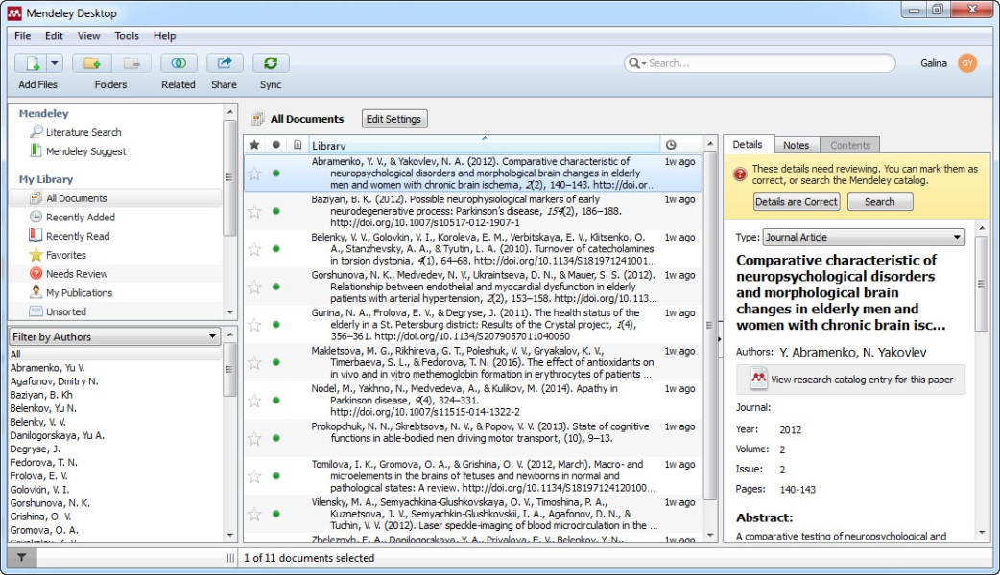 Mendeley Desktop
File Edit View Tools Help
Add Files Folders Related Share Sync
Search...
Galina GY
Mendeley
Literature Search
Mendeley Suggest
My Library
All Documents
Recently Added
Recently Read
Favorites
Needs Review
My Publications
Unsorted
Filter by Authors
All
Abramenko, Yu V.
Agafonov, Dmitry N.
Baziyan, B. Kh
Belenkov, Yu N.
Belenky, V. V.
Danilogorskaya, Yu A.
Degryse, J.
Fedorova, T. N.
Frolova, E. V.
Golovkin, V. I.
Gorshunova, N. K.
Grishina, O. V.
Gromova, O. A.
Gryakalov, K. V.
All Documents Edit Settings
Library
Abramenko, Y. V., & Yakovlev, N. A. (2012). Comparative characteristic of 1w ago
neuropsychological disorders and morphological brain changes in elderly
men and women with chronic brain ischemia, 2(2), 140–143. http://doi.or...
Baziyan, B. K. (2012). Possible neurophysiological markers of early 1w ago
neurodegenerative process: Parkinson's disease, 154(2), 186–188.
http://doi.org/10.1007/s10517-012-1907-1
Belenky, V. V., Golovkin, V. I., Koroleva, E. M., Verbitskaya, E. V., Klitsenko, O. 1w ago
A., Stanzhevsky, A. A., & Tyutin, L. A. (2010). Turnover of catecholamines
in torsion dystonia, 4(1), 64–68. http://doi.org/10.1134/S181971241001...
Gorshunova, N. K., Medvedev, N. V., Ukraintseva, D. N., & Mauer, S. S. (2012). 1w ago
Relationship between endothelial and myocardial dysfunction in elderly
patients with arterial hypertension, 2(2), 153–158. http://doi.org/10.113...
Gurina, N. A., Frolova, E. V., & Degryse, J. (2011). The health status of the 1w ago
elderly in a St. Petersburg district: Results of the Crystal project, 1(4),
356–361. http://doi.org/10.1134/S2079057011040060
Makletsova, M. G., Rikhireva, G. T., Poleshuk, V. V., Gryakalov, K. V., 1w ago
Timerbaeva, S. L., & Fedorova, T. N. (2016). The effect of antioxidants on
in vivo and in vitro methemoglobin formation in erythrocytes of patients ...
Nodel, M., Yakhno, N., Medvedeva, A., & Kulikov, M. (2014). Apathy in 1w ago
Parkinson disease, 9(4), 324–331.
http://doi.org/10.1007/s11515-014-1322-2
Prokopchuk, N. N., Skrebtsova, N. V., & Popov, V. V. (2013). State of cognitive 1w ago
functions in able-bodied men driving motor transport, (10), 9–13.
Tomilova, I. K., Gromova, O. A., & Grishina, O. V. (2012, March). Macro- and 1w ago
microelements in the brains of fetuses and newborns in normal and
pathological states: A review. http://doi.org/10.1134/S18197124120100...
Vilensky, M. A., Semyachkina-Glushkovskaya, O. V., Timoshina, P. A., 1w ago
Kuznetsova, J. V., Semyachkin-Glushkovskii, I. A., Agafonov, D. N., &
Tuchin, V. V. (2012). Laser speckle-imaging of blood microcirculation in the ...
Zheleznyh, E. A., Danilogorskaya, Y. A., Privalova, E. V., Belenkov, Y. N., 1w ago
Details Notes Contents
These details need reviewing. You can mark them as
correct, or search the Mendeley catalog.
Details are Correct Search
Type: Journal Article
Comparative characteristic of
neuropsychological disorders
and morphological brain
changes in elderly men and
women with chronic brain isc...
Authors: Y. Abramenko, N. Yakovlev
View research catalog entry for this paper
Journal:
Year: 2012
Volume: 2
Issue: 2
Pages: 140-143
Abstract:
A comparative testing of neuropsychological and
1 of 11 documents selected